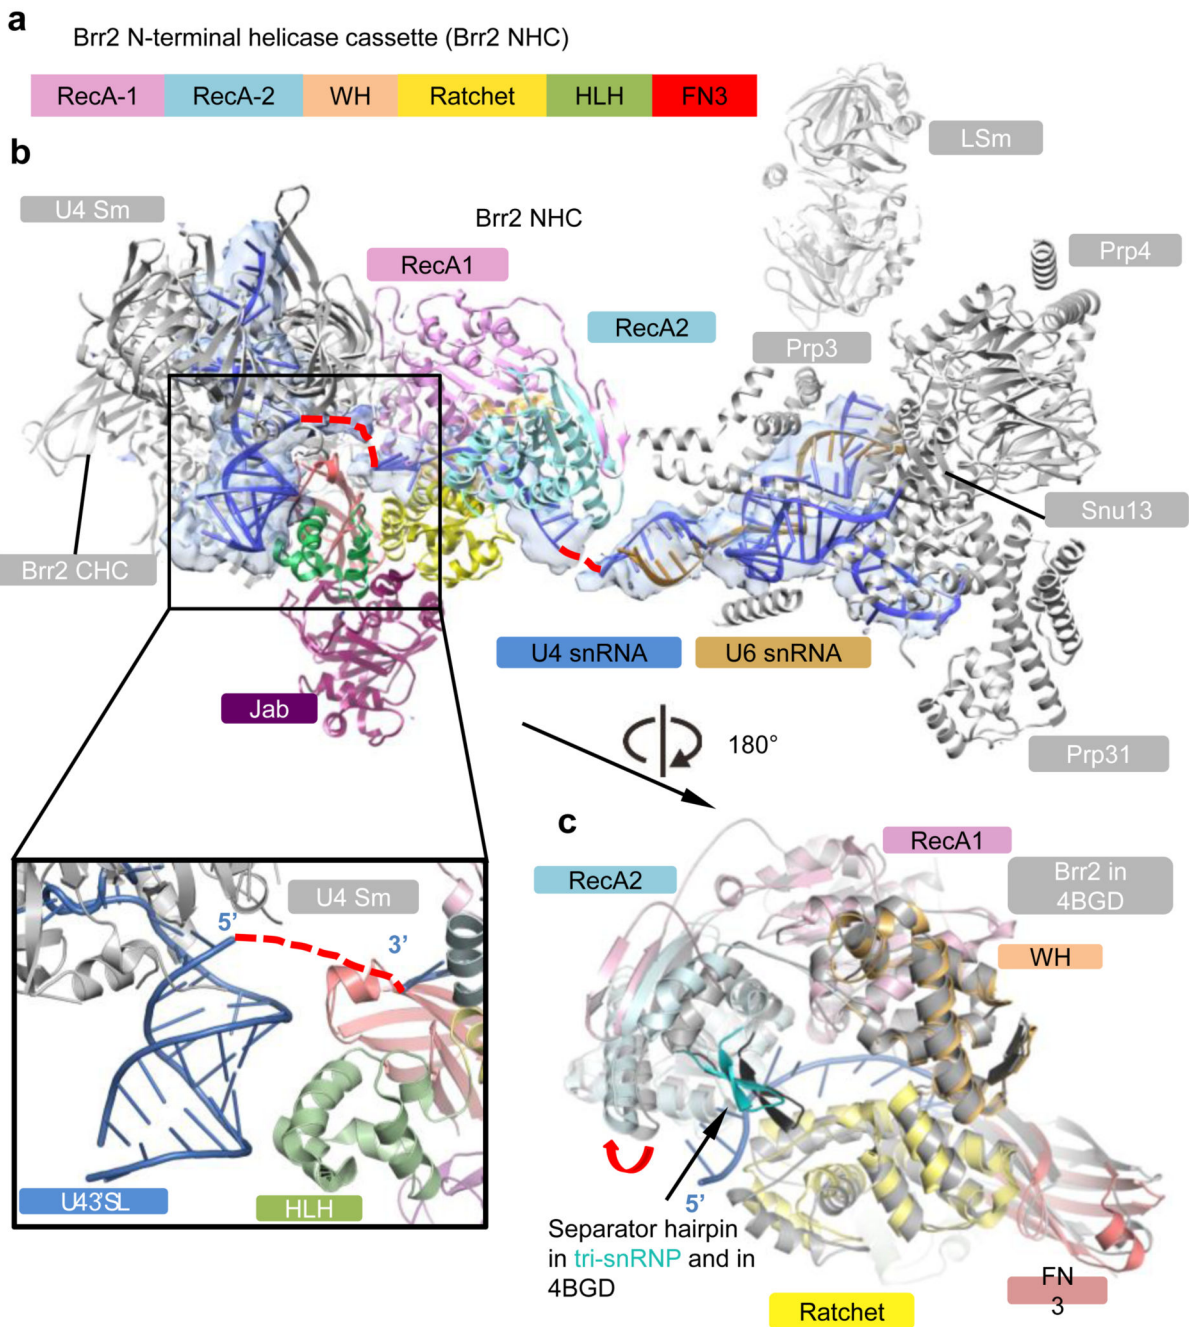 a
Brr2 N-terminal helicase cassette (Brr2 NHC)
RecA-1 RecA-2 WH Ratchet HLH FN3
b
LSm
U4 Sm
Brr2 NHC
Prp4
RecA1
RecA2
Prp3
Snu13
Brr2 CHC
U4 snRNA U6 snRNA
Jab
Prp31
180°
c
RecA1
RecA2
Brr2 in
4BGD
WH
U4 Sm
5’
3’
U43’SL
HLH
5’
Separator hairpin
in tri-snRNP and in
4BGD
FN
3
Ratchet